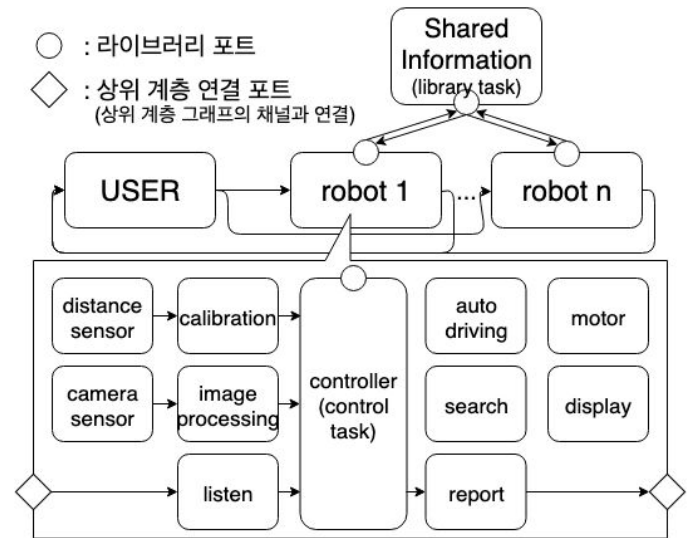 : 라이브러리 포트
: 상위 계층 연결 포트
(상위 계층 그래프의 채널과 연결)
Shared
Information
(library task)
USER
robot 1
...
robot n
distance
sensor
calibration
camera
sensor
image
processing
listen
controller
(control
task)
auto
driving
motor
search
display
report